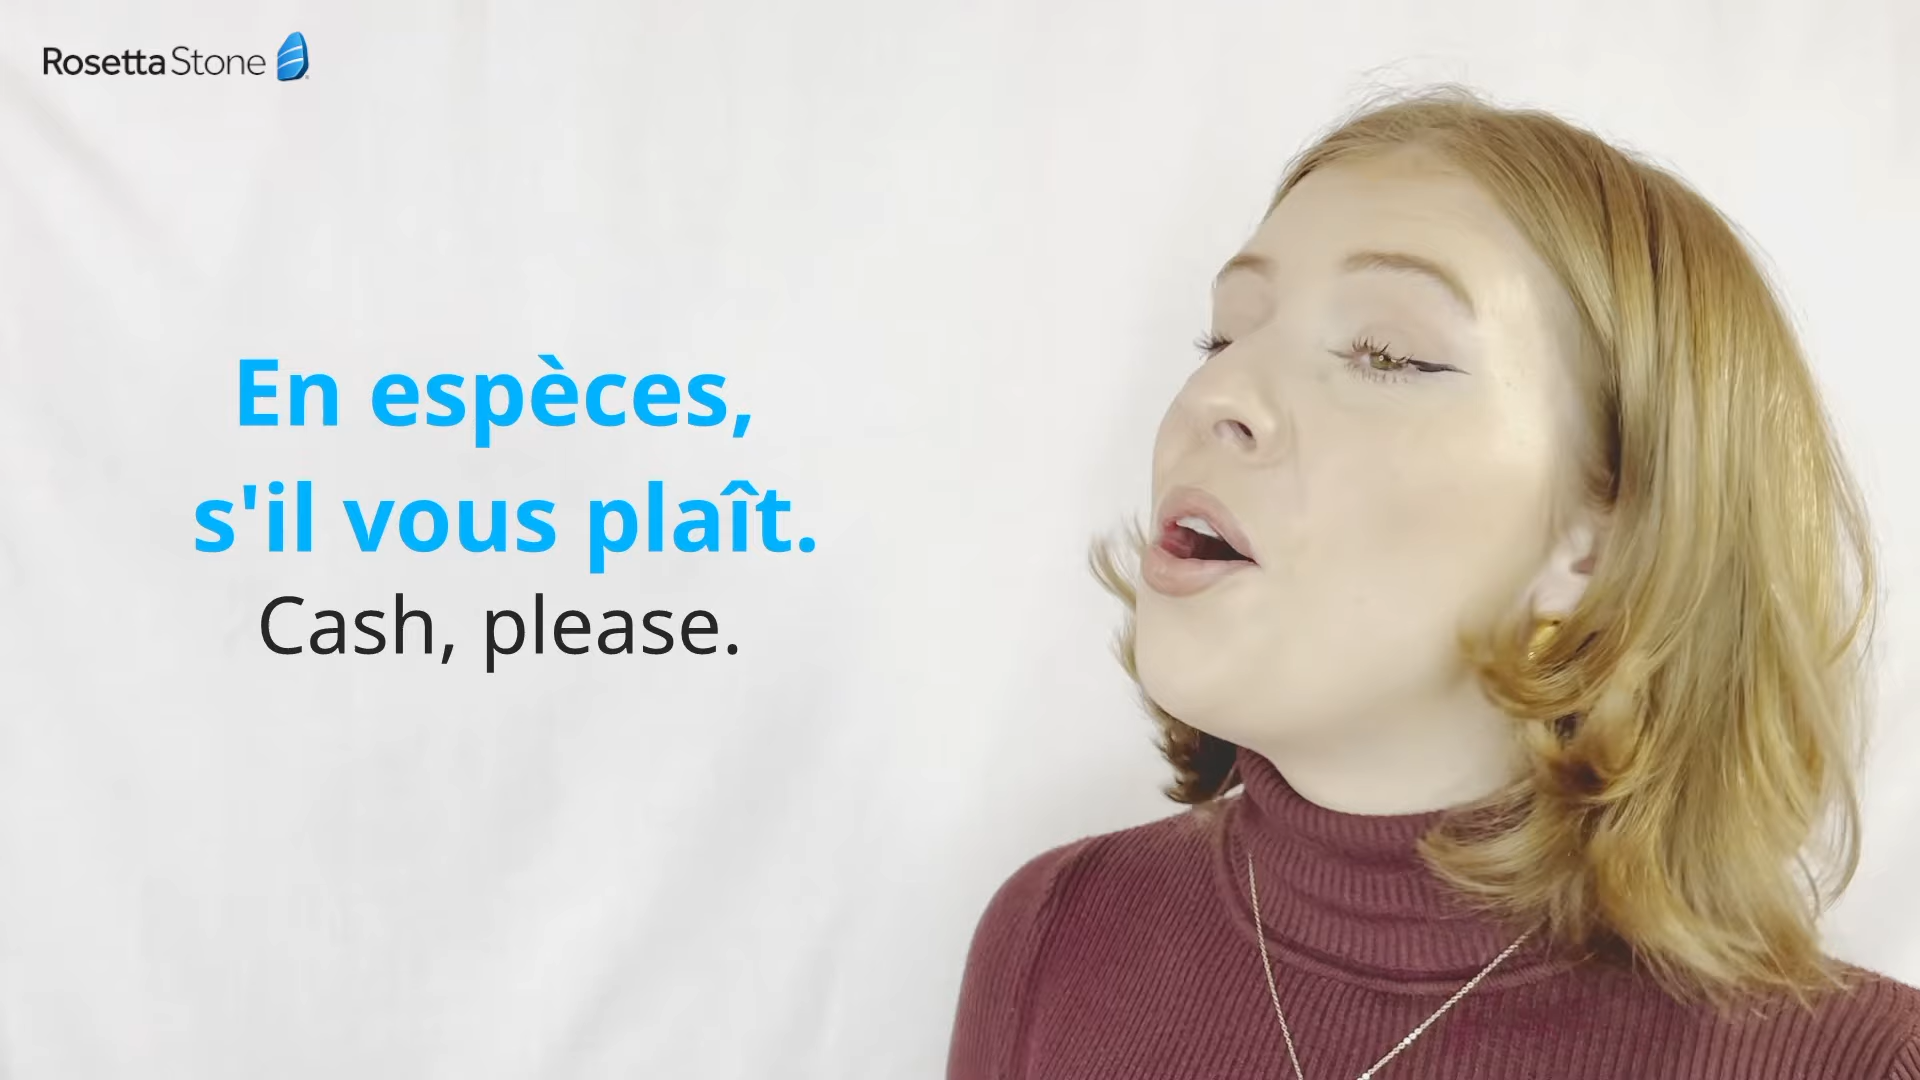 Rosetta Stone
En espèces,
s'il vous plaît.
Cash, please.